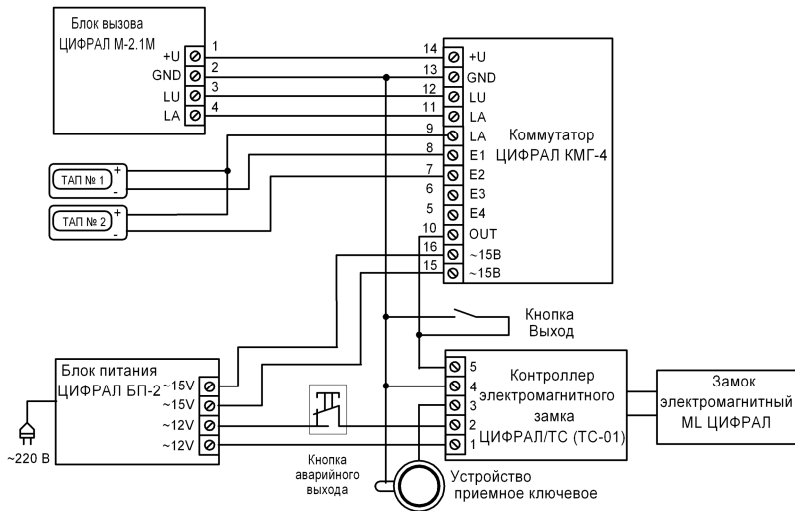 Блок вызова
ЦИФРАЛ М-2.1М
+U
GND
LU
LA
1
2
3
4
14
13
12
11
9
8
7
6
5
10
16
15
+U
GND
LU
LA
LA
E1
E2
E3
E4
OUT
~15В
~15В
Коммутатор
ЦИФРАЛ КМГ-4
ТАП № 1
+
-
ТАП № 2
+
-
Кнопка
Выход
Блок питания
ЦИФРАЛ БП-2
~15V
~15V
~12V
~12V
~220 В
Кнопка
аварийного
выхода
5
4
3
2
1
Контроллер
электромагнитного
замка
ЦИФРАЛ/ТС (ТС-01)
Замок
электромагнитный
ML ЦИФРАЛ
Устройство
приемное ключевое